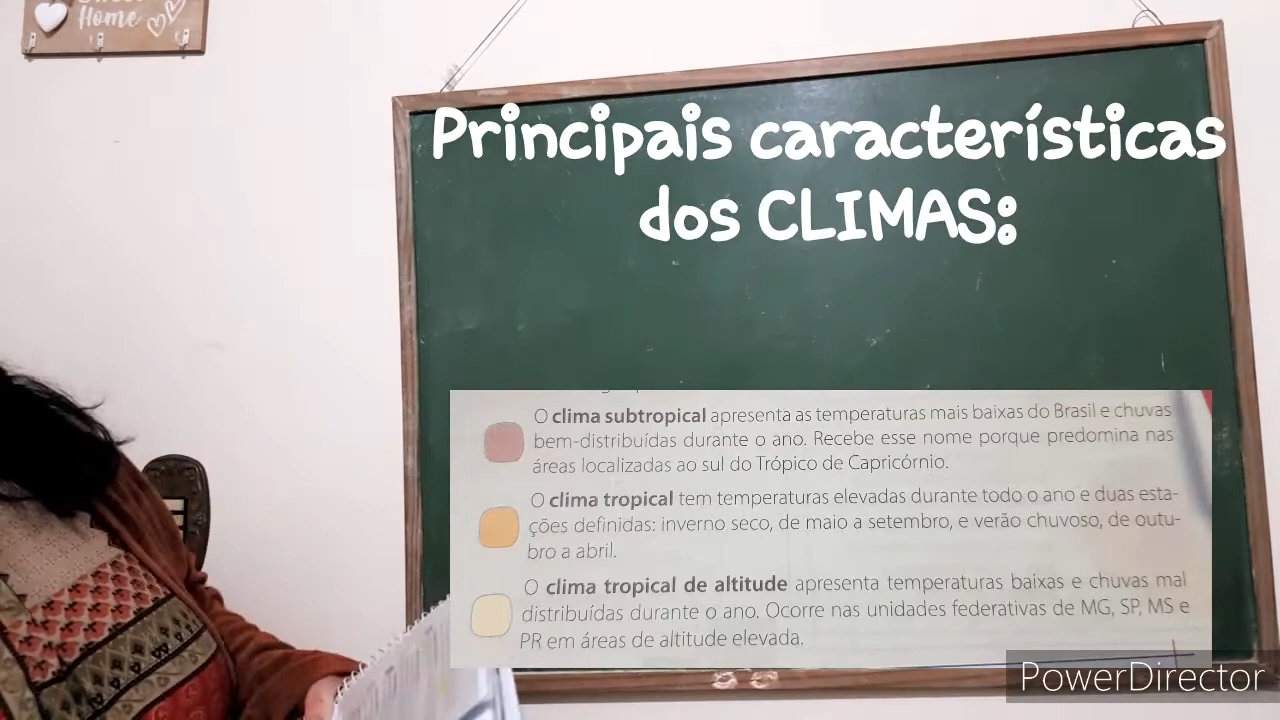 Home
Principais características
dos CLIMAS:
O clima subtropical apresenta as temperaturas mais baixas do Brasil e chuvas
bem-distribuídas durante o ano. Recebe esse nome porque predomina nas
áreas localizadas ao sul do Trópico de Capricórnio.
O clima tropical tem temperaturas elevadas durante todo o ano e duas esta-
ções definidas: inverno seco, de maio a setembro, e verão chuvoso, de outu-
bro a abril.
O clima tropical de altitude apresenta temperaturas baixas e chuvas mal
distribuídas durante o ano. Ocorre nas unidades federativas de MG, SP, MS e
PR em áreas de altitude elevada.
PowerDirector